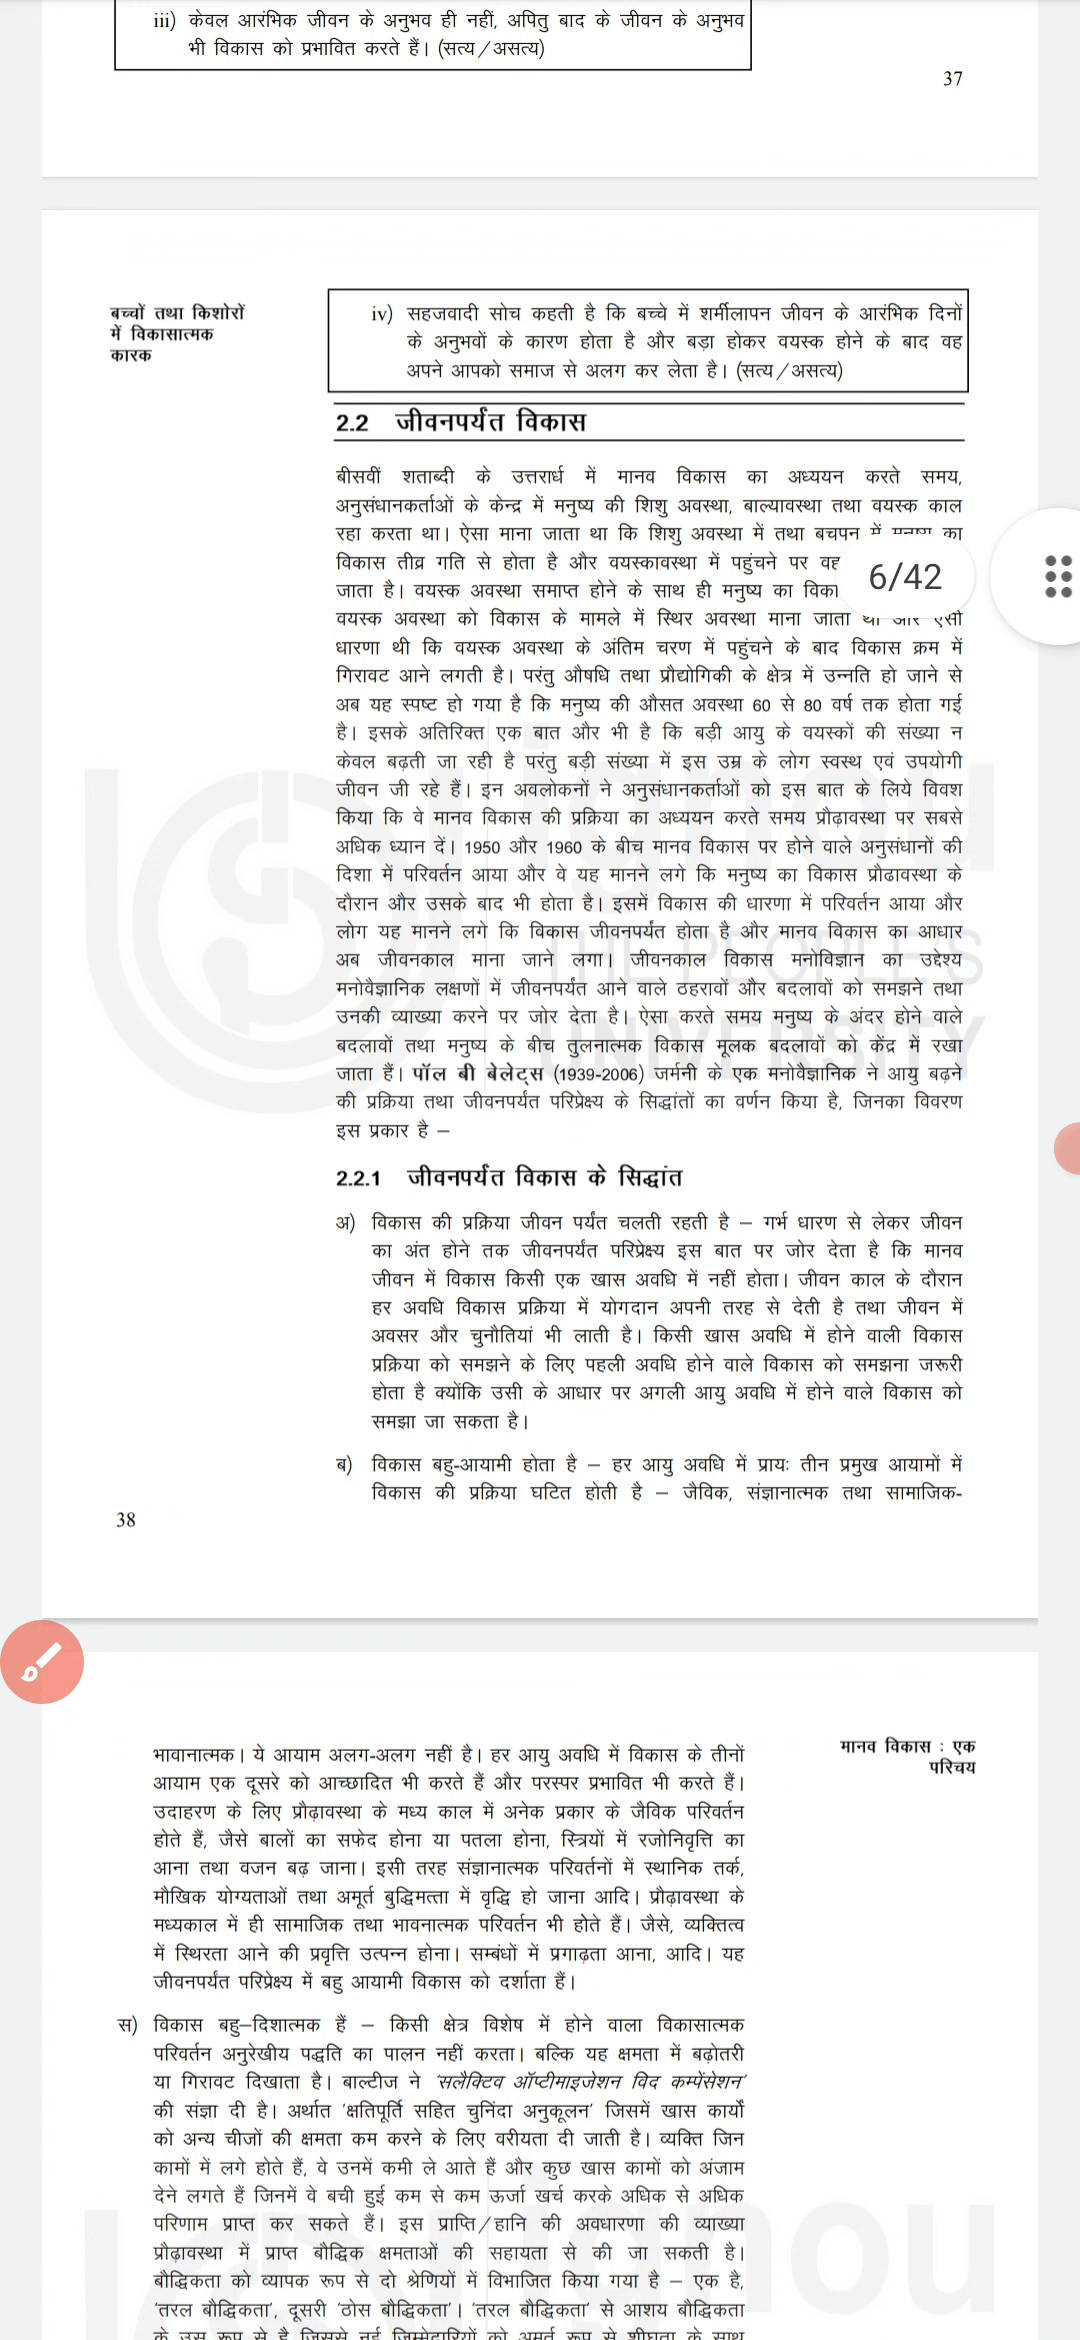 iii) केवल आरंभिक जीवन के अनुभव ही नहीं, अपितु बाद के जीवन के अनुभव
भी विकास को प्रभावित करते हैं। (सत्य/असत्य)
37
बच्चों तथा किशोरों
में विकासात्मक
कारक
iv) सहजवादी सोच कहती है कि बच्चे में शर्मीलापन जीवन के आरंभिक दिनों
के अनुभवों के कारण होता है और बड़ा होकर वयस्क होने के बाद वह
अपने आपको समाज से अलग कर लेता है। (सत्य/असत्य)
2.2 जीवनपर्यंत विकास
बीसवीं शताब्दी के उत्तरार्ध में मानव विकास का अध्ययन करते समय,
अनुसंधानकर्ताओं के केन्द्र में मनुष्य की शिशु अवस्था, बाल्यावस्था तथा वयस्क काल
रहा करता था। ऐसा माना जाता था कि शिशु अवस्था में तथा बचपन में मनुष्य का
विकास तीव्र गति से होता है और वयस्कावस्था में पहुंचने पर वह
जाता है। वयस्क अवस्था समाप्त होने के साथ ही मनुष्य का
6/42
वयस्क अवस्था को विकास के मामले में स्थिर अवस्था माना जाता था और ऐसी
धारणा थी कि वयस्क अवस्था के अंतिम चरण में पहुंचने के बाद विकास क्रम में
गिरावट आने लगती है। परंतु औषधि तथा प्रौद्योगिकी के क्षेत्र में उन्नति हो जाने से
अब यह स्पष्ट हो गया है कि मनुष्य की औसत अवस्था 60 से 80 वर्ष तक होता गई
है। इसके अतिरिक्त एक बात और भी है कि बड़ी आयु के वयस्कों की संख्या न
केवल बढ़ती जा रही है परंतु बड़ी संख्या में इस उम्र के लोग स्वस्थ एवं उपयोगी
जीवन जी रहे हैं। इन अवलोकनों ने अनुसंधानकर्ताओं को इस बात के लिये विवश
किया कि वे मानव विकास की प्रक्रिया का अध्ययन करते समय प्रौढ़ावस्था पर सबसे
अधिक ध्यान दें। 1950 और 1960 के बीच मानव विकास पर होने वाले अनुसंधानों की
दिशा में परिवर्तन आया और वे यह मानने लगे कि मनुष्य का विकास प्रौढावस्था के
दौरान और उसके बाद भी होता है। इसमें विकास की धारणा में परिवर्तन आया और
लोग यह मानने लगे कि विकास जीवनपर्यंत होता है और मानव विकास का आधार
अब जीवनकाल माना जाने लगा। जीवनकाल विकास मनोविज्ञान का उद्देश्य
मनोवैज्ञानिक लक्षणों में जीवनपर्यंत आने वाले ठहरावों और बदलावों को समझने तथा
उनकी व्याख्या करने पर जोर देता है। ऐसा करते समय मनुष्य के अंदर होने वाले
बदलावों तथा मनुष्य के बीच तुलनात्मक विकास मूलक बदलावों को केंद्र में रखा
जाता हैं। पॉल बी बेलेट्स (1939-2006) जर्मनी के एक मनोवैज्ञानिक ने आयु बढ़ने
की प्रक्रिया तथा जीवनपर्यंत परिप्रेक्ष्य के सिद्धांतों का वर्णन किया है, जिनका विवरण
इस प्रकार है –
ignou
THE PEOPLE'S
UNIVERSITY
2.2.1 जीवनपर्यंत विकास के सिद्धांत
अ) विकास की प्रक्रिया जीवन पर्यंत चलती रहती है – गर्भ धारण से लेकर जीवन
का अंत होने तक जीवनपर्यंत परिप्रेक्ष्य इस बात पर जोर देता है कि मानव
जीवन में विकास किसी एक खास अवधि में नहीं होता। जीवन काल के दौरान
हर अवधि विकास प्रक्रिया में योगदान अपनी तरह से देती है तथा जीवन में
अवसर और चुनौतियां भी लाती है। किसी खास अवधि में होने वाली विकास
प्रक्रिया को समझने के लिए पहली अवधि होने वाले विकास को समझना जरूरी
होता है क्योंकि उसी के आधार पर अगली आयु अवधि में होने वाले विकास को
समझा जा सकता है।
ब) विकास बहु-आयामी होता है – हर आयु अवधि में प्रायः तीन प्रमुख आयामों में
विकास की प्रक्रिया घटित होती है – जैविक, संज्ञानात्मक तथा सामाजिक-
38
मानव विकास : एक
परिचय
भावानात्मक। ये आयाम अलग-अलग नहीं है। हर आयु अवधि में विकास के तीनों
आयाम एक दूसरे को आच्छादित भी करते हैं और परस्पर प्रभावित भी करते हैं।
उदाहरण के लिए प्रौढ़ावस्था के मध्य काल में अनेक प्रकार के जैविक परिवर्तन
होते हैं, जैसे बालों का सफेद होना या पतला होना, स्त्रियों में रजोनिवृत्ति का
आना तथा वजन बढ़ जाना। इसी तरह संज्ञानात्मक परिवर्तनों में स्थानिक तर्क,
मौखिक योग्यताओं तथा अमूर्त बुद्धिमत्ता में वृद्धि हो जाना आदि। प्रौढ़ावस्था के
मध्यकाल में ही सामाजिक तथा भावनात्मक परिवर्तन भी होते हैं। जैसे, व्यक्तित्व
में स्थिरता आने की प्रवृत्ति उत्पन्न होना। सम्बंधों में प्रगाढ़ता आना, आदि। यह
जीवनपर्यंत परिप्रेक्ष्य में बहु आयामी विकास को दर्शाता हैं।
स) विकास बहु–दिशात्मक हैं – किसी क्षेत्र विशेष में होने वाला विकासात्मक
परिवर्तन अनुरेखीय पद्धति का पालन नहीं करता। बल्कि यह क्षमता में बढ़ोतरी
या गिरावट दिखाता है। बाल्टीज ने 'सलैक्टिव ऑप्टीमाइजेशन विद कम्पेंसेशन'
की संज्ञा दी है। अर्थात 'क्षतिपूर्ति सहित चुनिंदा अनुकूलन' जिसमें खास कार्यों
को अन्य चीजों की क्षमता कम करने के लिए वरीयता दी जाती है। व्यक्ति जिन
कामों में लगे होते हैं, वे उनमें कमी ले आते हैं और कुछ खास कामों को अंजाम
देने लगते हैं जिनमें वे बची हुई कम से कम ऊर्जा खर्च करके अधिक से अधिक
परिणाम प्राप्त कर सकते हैं। इस प्राप्ति/हानि की अवधारणा की व्याख्या
प्रौढ़ावस्था में प्राप्त बौद्धिक क्षमताओं की सहायता से की जा सकती है।
बौद्धिकता को व्यापक रूप से दो श्रेणियों में विभाजित किया गया है – एक है,
'तरल बौद्धिकता', दूसरी 'ठोस बौद्धिकता'। 'तरल बौद्धिकता' से आशय बौद्धिकता
के उस रूप से है जिससे नई जिम्मेदारियों को अमूर्त रूप से शीघ्रता के साथ